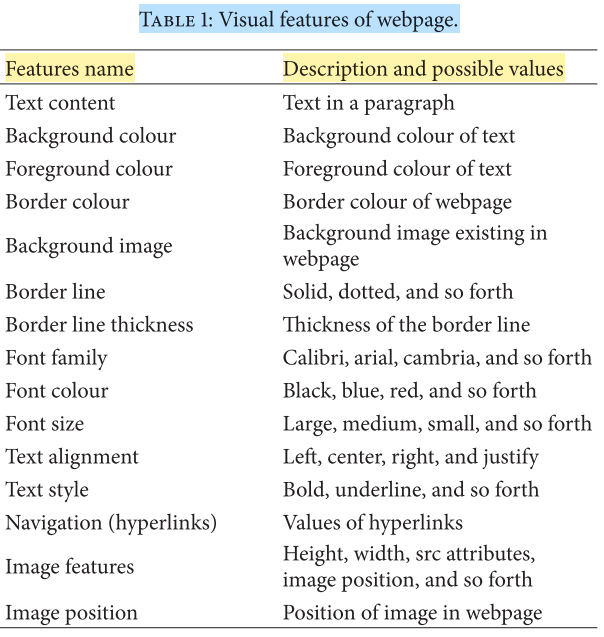 TABLE 1: Visual features of webpage.
Features name Description and possible values
Text content Text in a paragraph
Background colour Background colour of text
Foreground colour Foreground colour of text
Border colour Border colour of webpage
Background image Background image existing in
webpage
Border line Solid, dotted, and so forth
Border line thickness Thickness of the border line
Font family Calibri, arial, cambria, and so forth
Font colour Black, blue, red, and so forth
Font size Large, medium, small, and so forth
Text alignment Left, center, right, and justify
Text style Bold, underline, and so forth
Navigation (hyperlinks) Values of hyperlinks
Image features Height, width, src attributes,
image position, and so forth
Image position Position of image in webpage